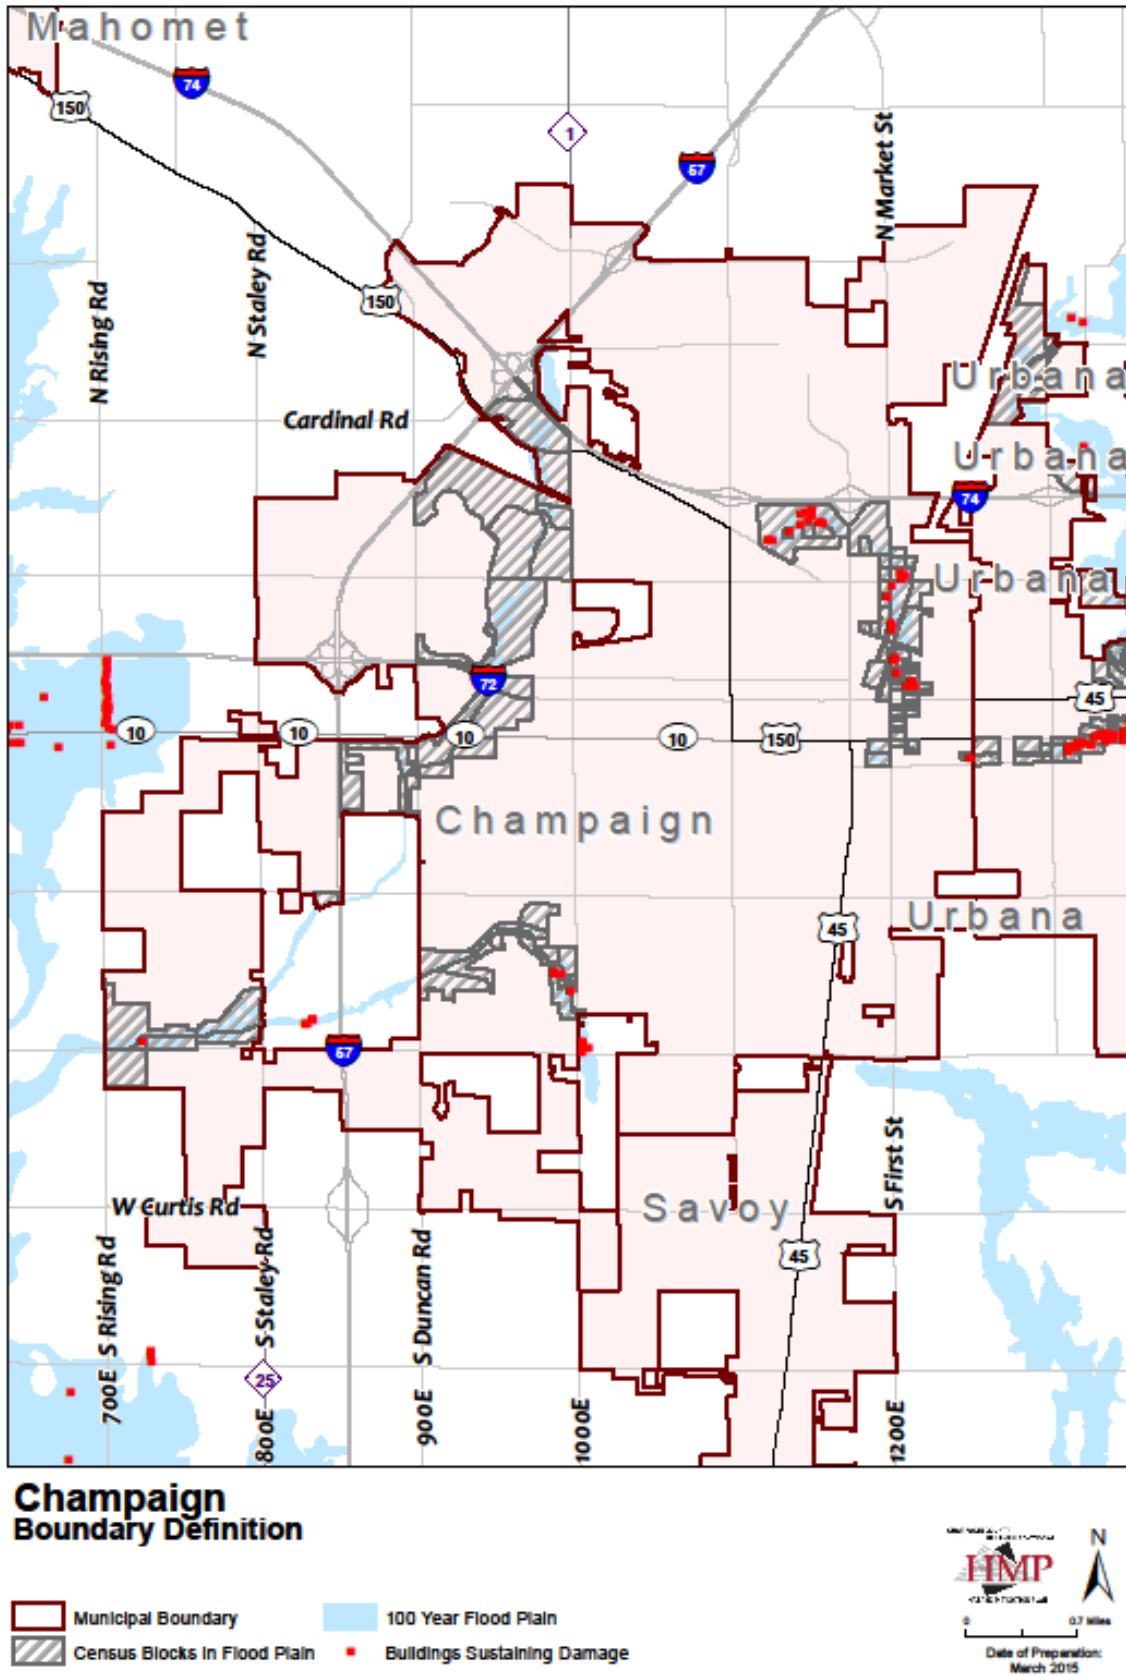 Mahomet
74
150
1
57
N Market St
N Staley Rd
150
N Rising Rd
Urbana
Cardinal Rd
Urbana
74
Urbana
72
45
10
10
10
10
150
Champaign
Urbana
45
57
S First St
W Curtis Rd
Savoy
S Rising Rd
S Staley Rd
S Duncan Rd
45
25
700E
800E
900E
1000E
1200E
Champaign
Boundary Definition
N
HMP
Municipal Boundary
100 Year Flood Plain
0
0.7 Miles
Census Blocks In Flood Plain
Buildings Sustaining Damage
Date of Preparation:
March 2015